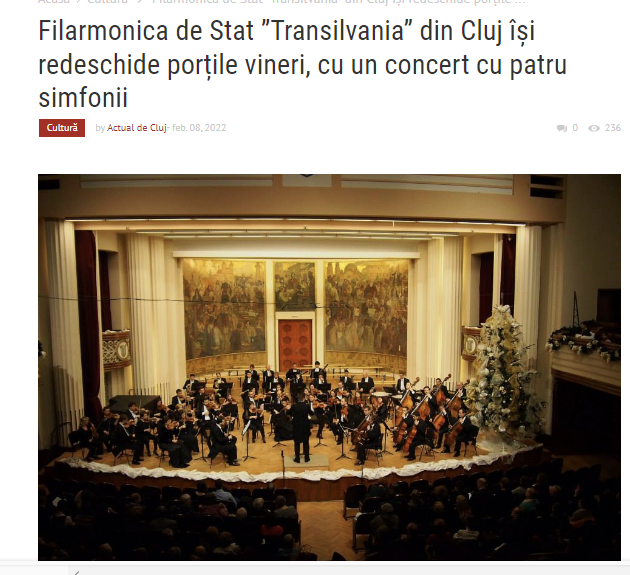 Acasă > Cultură > Filarmonica de Stat "Transilvania" din Cluj își redeschide porțile ...
Filarmonica de Stat ”Transilvania” din Cluj își
redeschide porțile vineri, cu un concert cu patru
simfonii
Cultură by Actual de Cluj- feb. 08, 2022 0 236